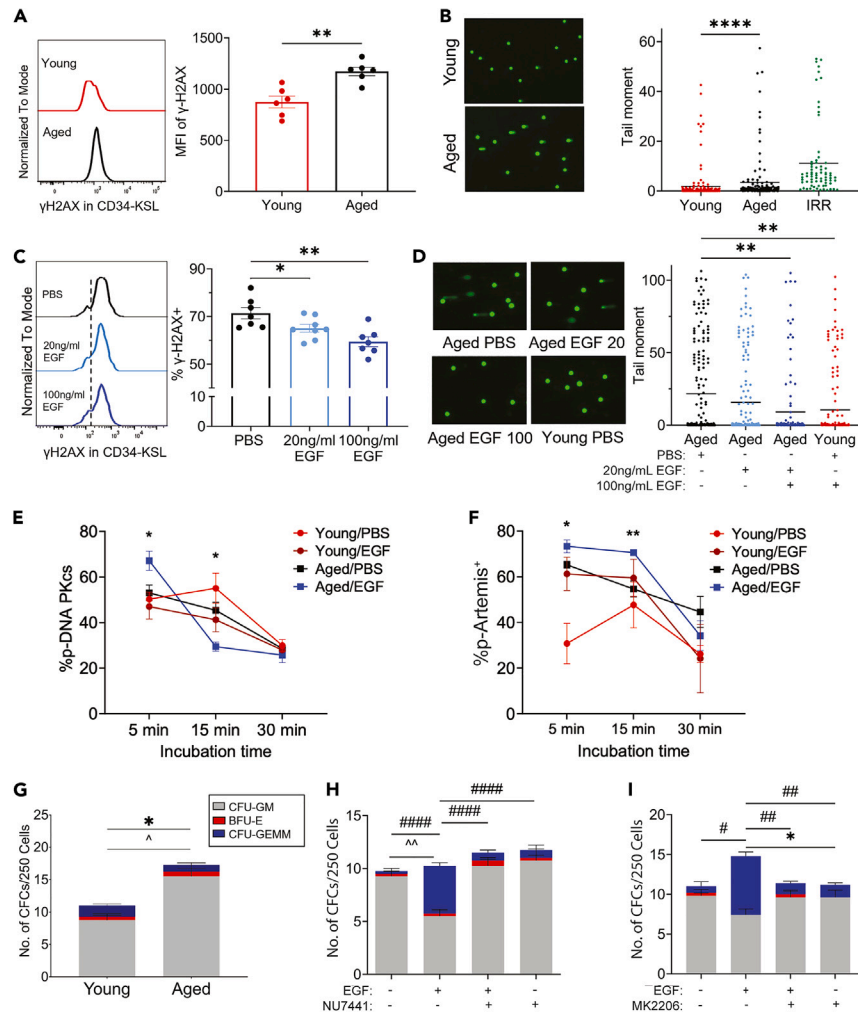 A
Normalized To Mode
Young
Aged
10³
10⁴
10⁵
γH2AX in CD34-KSL
MFI of γ-H2AX
1500
1000
500
0
**
Young Aged
B
Young
Aged
Tail moment
60
40
20
0
****
Young Aged IRR
C
Normalized To Mode
PBS
20ng/ml
EGF
100ng/ml
EGF
10²
10³
10⁴
γH2AX in CD34-KSL
% γ-H2AX+
90
70
50
10
0
**
*
PBS 20ng/ml 100ng/ml
EGF EGF
D
Aged PBS Aged EGF 20
Aged EGF 100 Young PBS
Tail moment
100
50
0
**
**
Aged Aged Aged Young
PBS: + - - +
20ng/mL EGF: - + + -
100ng/mL EGF: - - + +
E
%p-DNA PKcs
80
60
40
20
0
* *
5 min 15 min 30 min
Incubation time
Young/PBS
Young/EGF
Aged/PBS
Aged/EGF
F
%p-Artemis⁺
80
60
40
20
0
* **
5 min 15 min 30 min
Incubation time
Young/PBS
Young/EGF
Aged/PBS
Aged/EGF
G
No. of CFCs/250 Cells
25
20
15
10
5
0
*
^
CFU-GM
BFU-E
CFU-GEMM
Young Aged
H
No. of CFCs/250 Cells
15
10
5
0
####
#### ####
^^
EGF: - + + -
NU7441: - - + +
I
No. of CFCs/250 Cells
20
15
10
5
0
##
# ##
*
EGF: - + + -
MK2206: - - + +